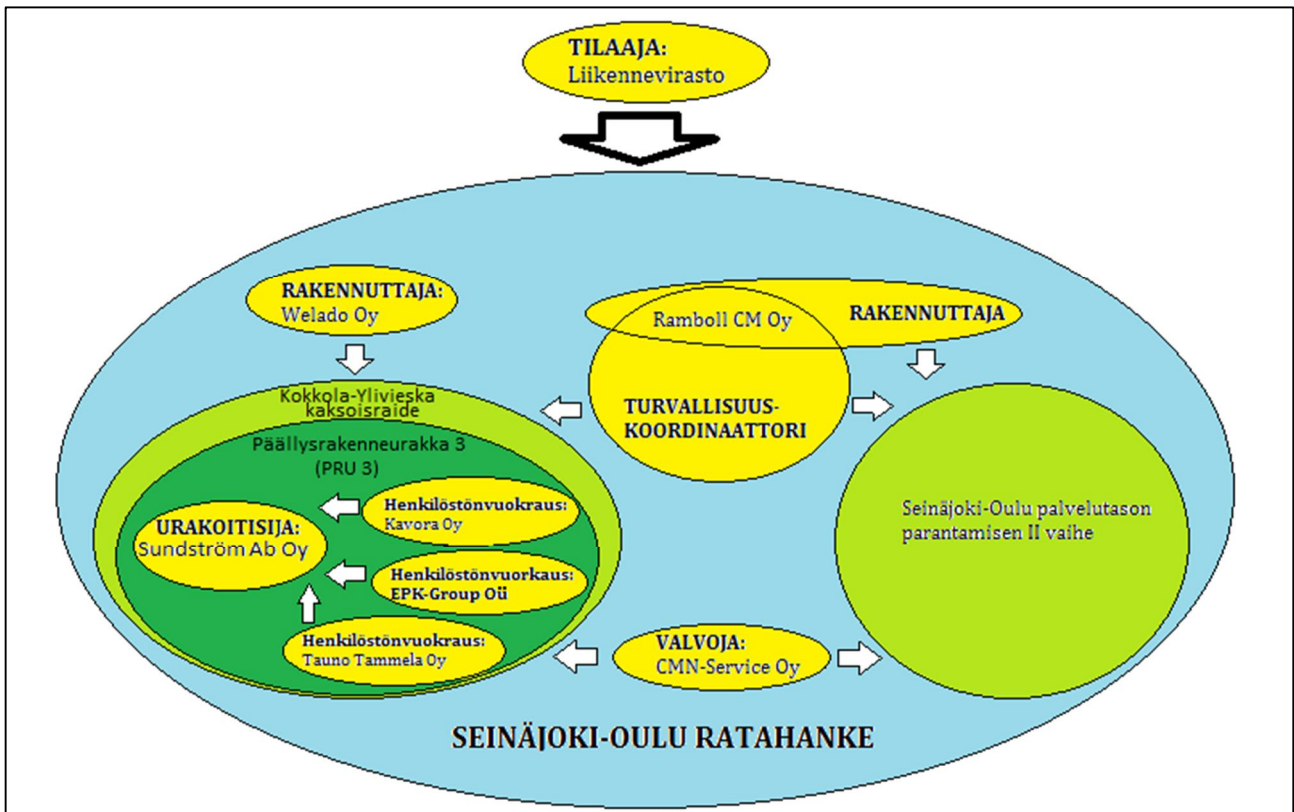 TILAAJA:
Liikennevirasto
RAKENNUTTAJA:
Welado Oy
Ramboll CM Oy
RAKENNUTTAJA
TURVALLISUUS-
KOORDINAATTORI
Kokkola-Ylivieska
kaksoisraide
Päällysrakenneurakka 3
(PRU 3)
URAKOITISIJA:
Sundström Ab Oy
Henkilöstönvuokraus:
Kavora Oy
Henkilöstönvuorkaus:
EPK-Group Oü
Henkilöstönvuokraus:
Tauno Tammela Oy
Seinäjoki-Oulu palvelutason
parantamisen II vaihe
VALVOJA:
CMN-Service Oy
SEINÄJOKI-OULU RATAHANKE